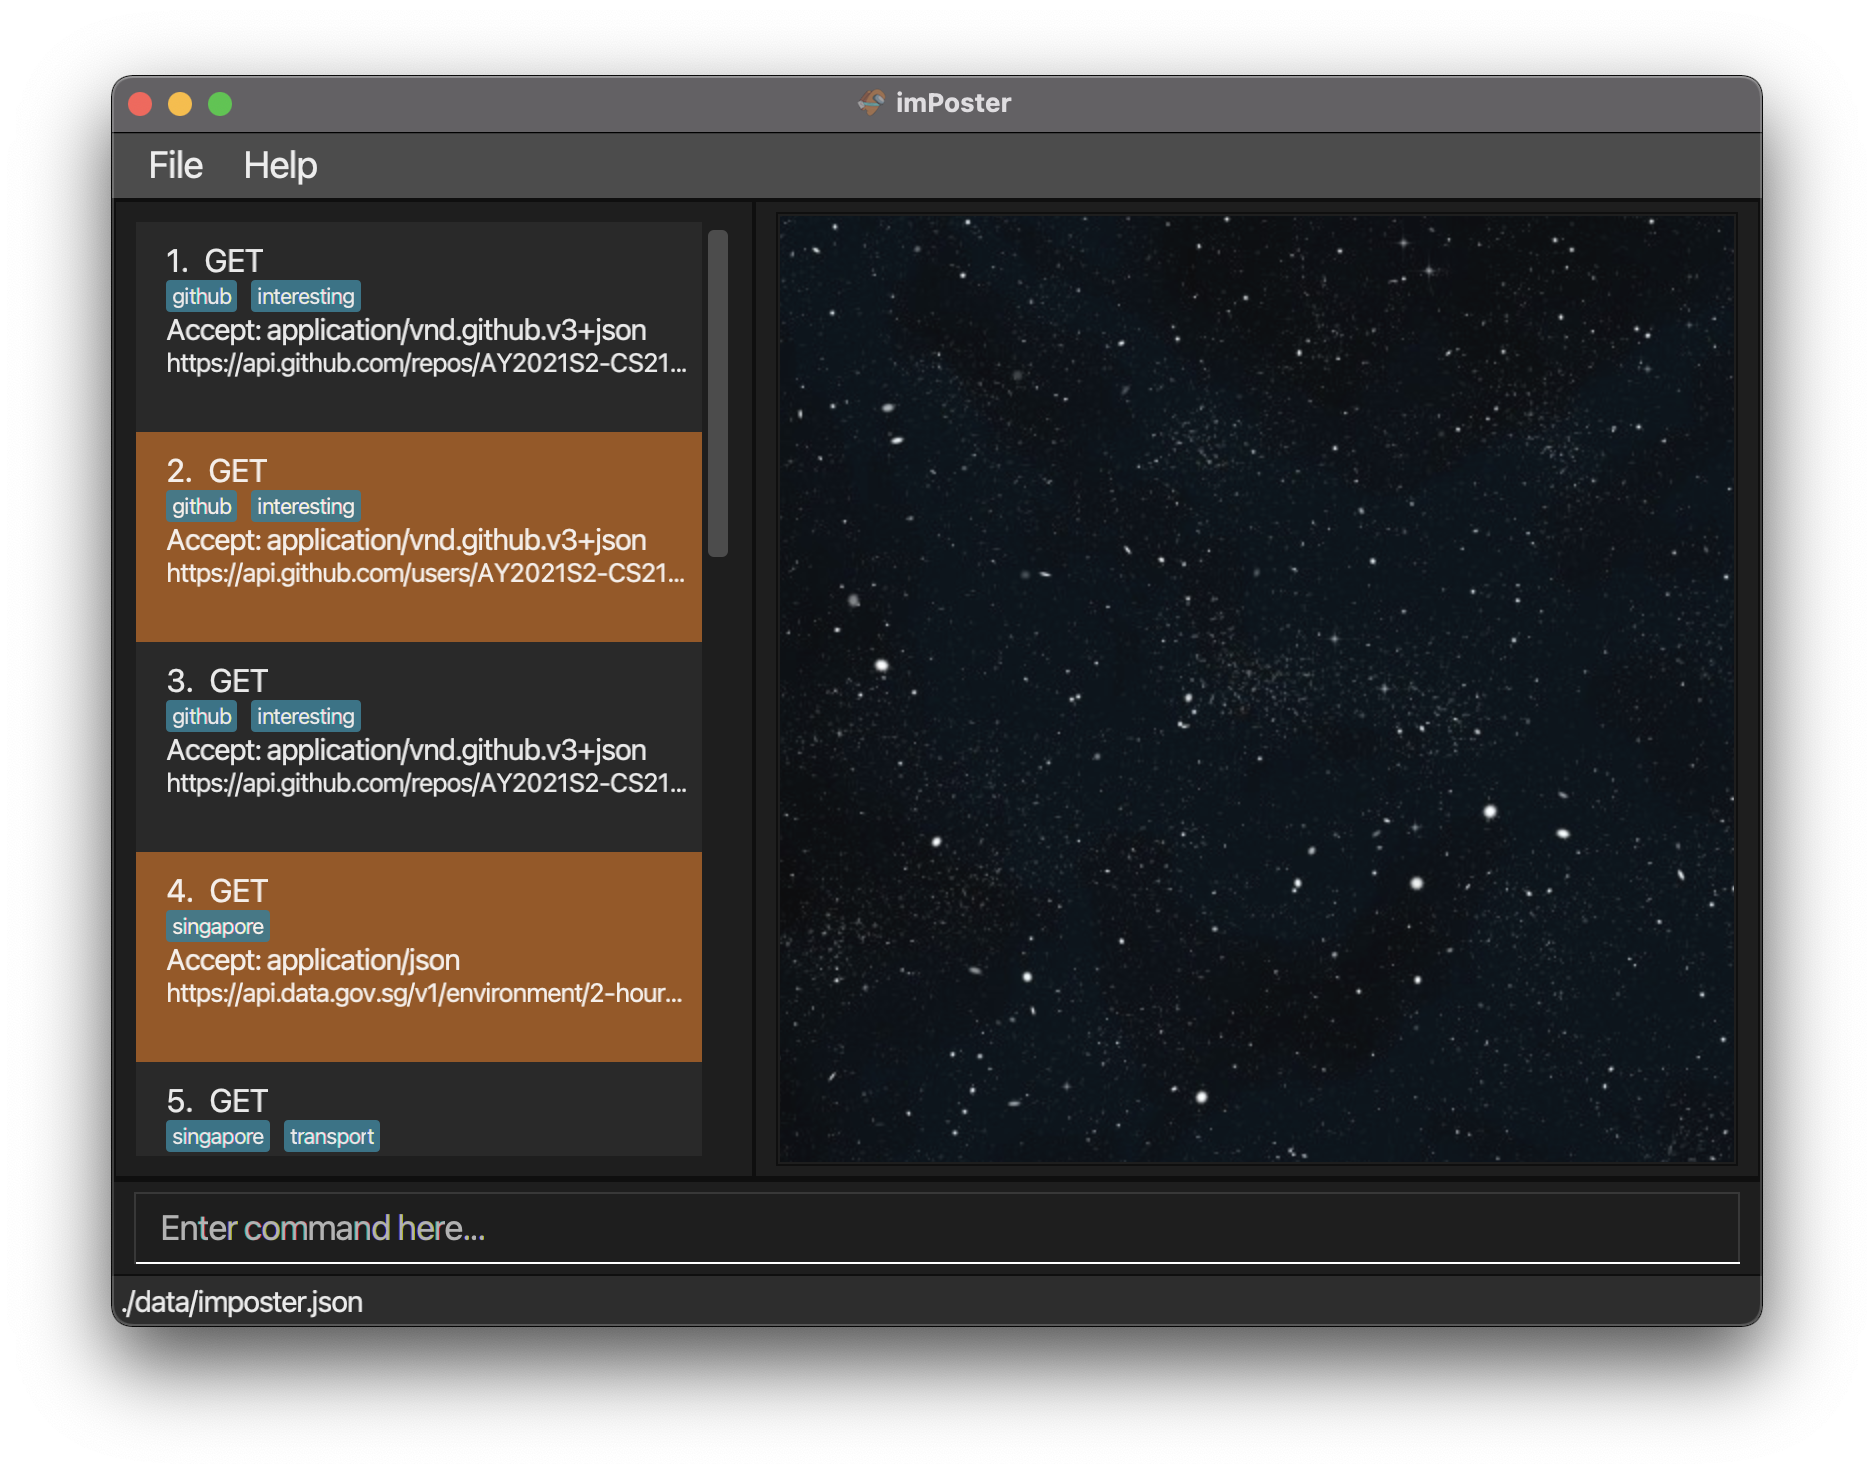 imPoster
File Help
1. GET
github interesting
Accept: application/vnd.github.v3+json
https://api.github.com/repos/AY2021S2-CS21...
2. GET
github interesting
Accept: application/vnd.github.v3+json
https://api.github.com/users/AY2021S2-CS21...
3. GET
github interesting
Accept: application/vnd.github.v3+json
https://api.github.com/repos/AY2021S2-CS21...
4. GET
singapore
Accept: application/json
https://api.data.gov.sg/v1/environment/2-hour...
5. GET
singapore transport
Enter command here...
./data/imposter.json